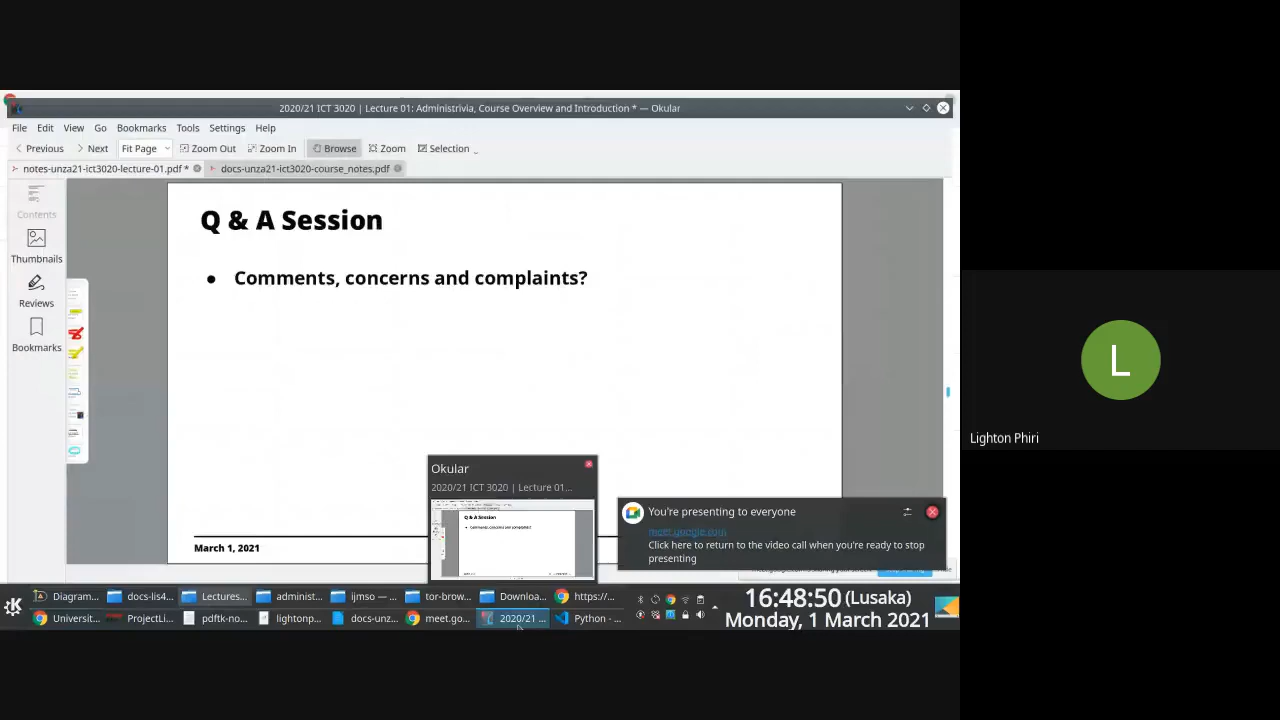 2020/21 ICT 3020 | Lecture 01: Administrivia, Course Overview and Introduction * — Okular
File Edit View Go Bookmarks Tools Settings Help
Previous Next Fit Page Zoom Out Zoom In Browse Zoom Selection
notes-unza21-ict3020-lecture-01.pdf * docs-unza21-ict3020-course_notes.pdf
Contents
Thumbnails
Reviews
Bookmarks
Q & A Session
● Comments, concerns and complaints?
March 1, 2021
Okular
2020/21 ICT 3020 | Lecture 01...
Q & A Session
You're presenting to everyone
meet.google.com
Click here to return to the video call when you're ready to stop
presenting
Diagram... docs-lis4... Lectures... administ... ijmso — ... tor-brow... Downloa... https://...
Universit... ProjectLi... pdftk-no... lightonp... docs-unz... meet.go... 2020/21 ... Python - ...
16:48:50 (Lusaka)
Monday, 1 March 2021
L
Lighton Phiri